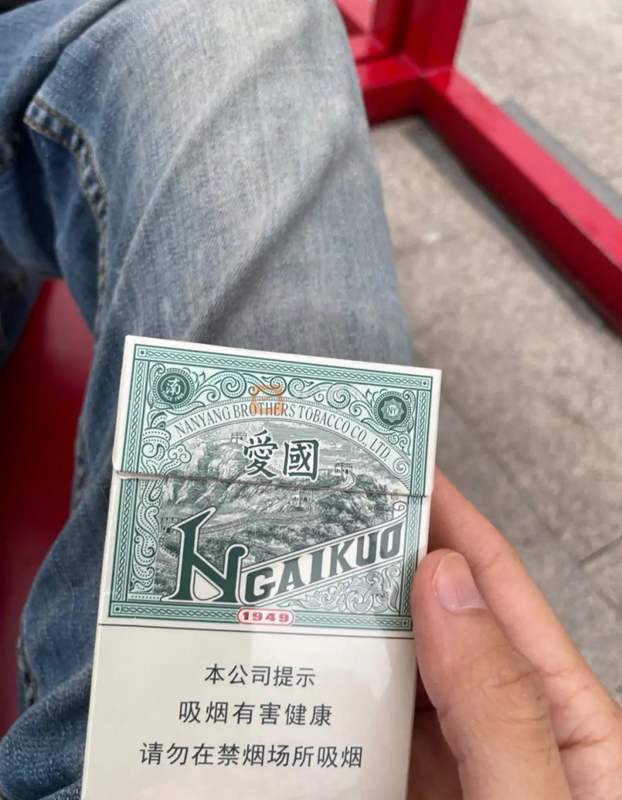 南
NANYANG BROTHERS TOBACCO CO., LTD.
愛國
NGAIKUO
1949
本公司提示
吸烟有害健康
请勿在禁烟场所吸烟